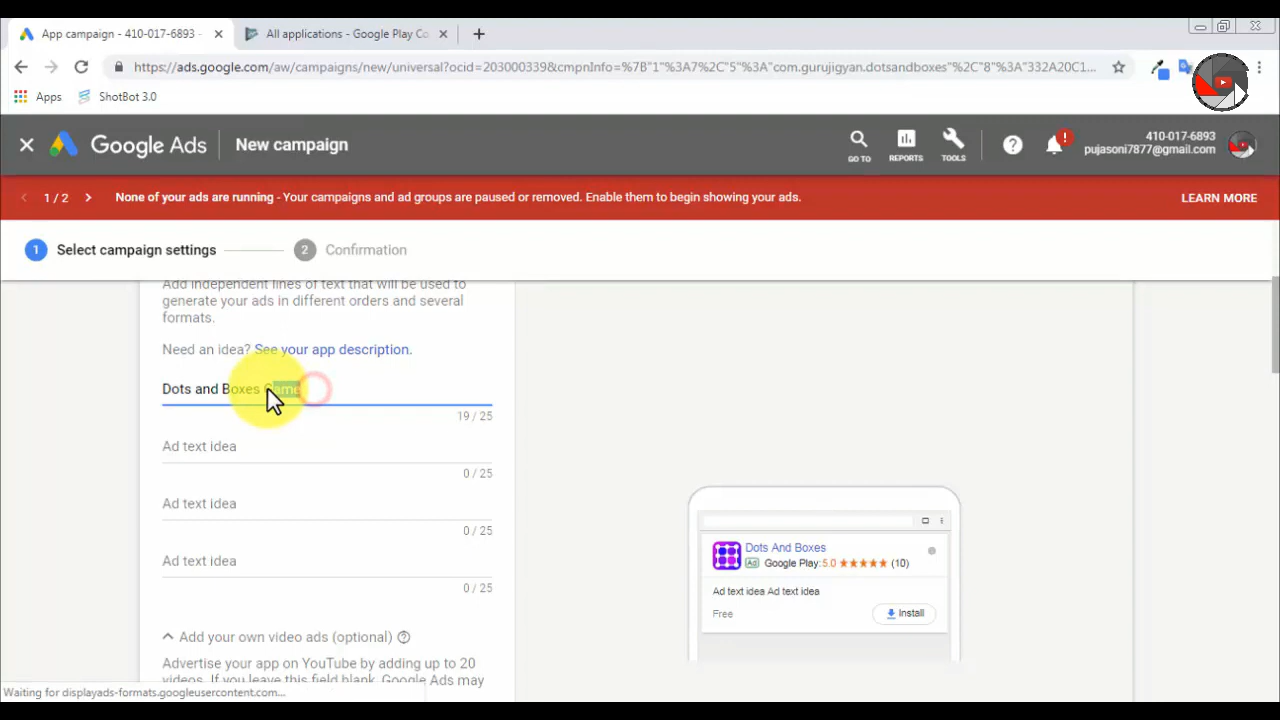 App campaign - 410-017-6893 -
All applications - Google Play Co
https://ads.google.com/aw/campaigns/new/universal?ocid=203000339&cmpnInfo=%7B"1"%3A7%2C"5"%3A"com.gurujigyan.dotsandboxes"%2C"8"%3A"332A20C1...
Apps
ShotBot 3.0
Google Ads
New campaign
GO TO
REPORTS
TOOLS
410-017-6893
pujasoni7877@gmail.com
1 / 2
None of your ads are running - Your campaigns and ad groups are paused or removed. Enable them to begin showing your ads.
LEARN MORE
1
Select campaign settings
2
Confirmation
Add independent lines of text that will be used to
generate your ads in different orders and several
formats.
Need an idea? See your app description.
Dots and Boxes Game
19 / 25
Ad text idea
0 / 25
Ad text idea
0 / 25
Ad text idea
0 / 25
Add your own video ads (optional)
Advertise your app on YouTube by adding up to 20
videos. If you leave this field blank, Google Ads may
Dots And Boxes
Ad Google Play: 5.0 (10)
Ad text idea Ad text idea
Free
Install
Waiting for displayads-formats.googleusercontent.com...